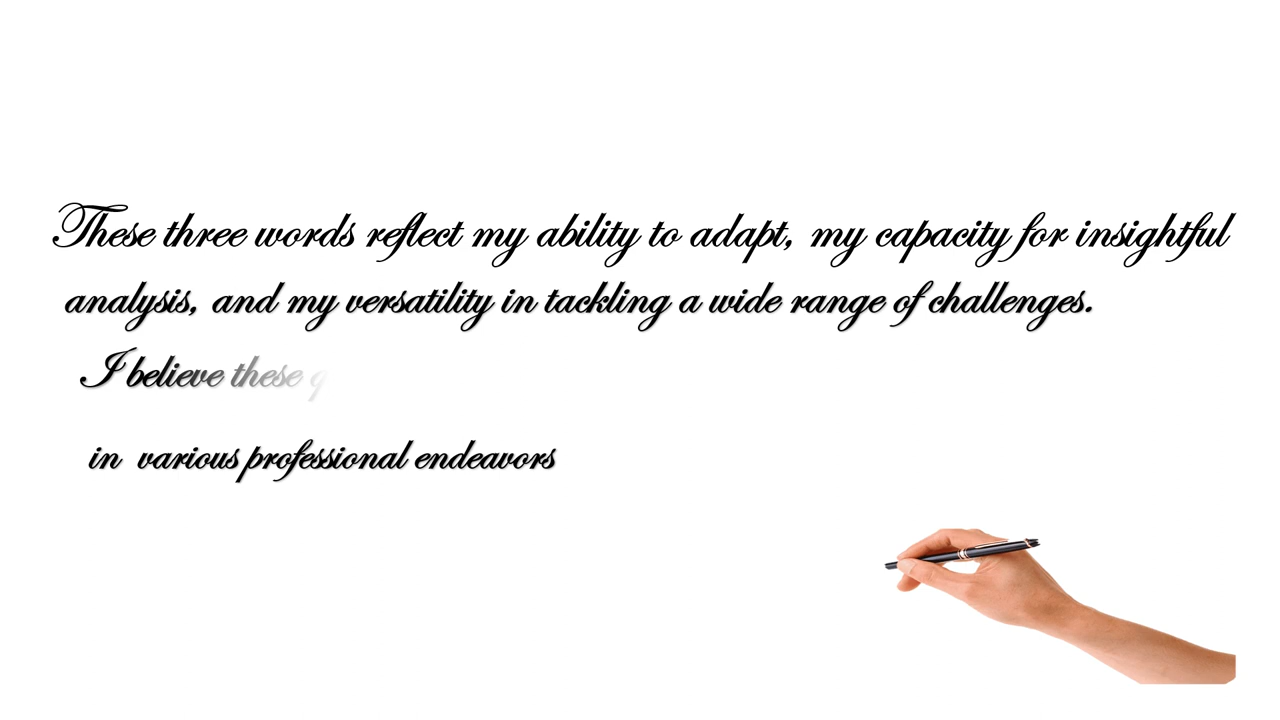 These three words reflect my ability to adapt, my capacity for insightful
analysis, and my versatility in tackling a wide range of challenges.
I believe these
in various professional endeavors